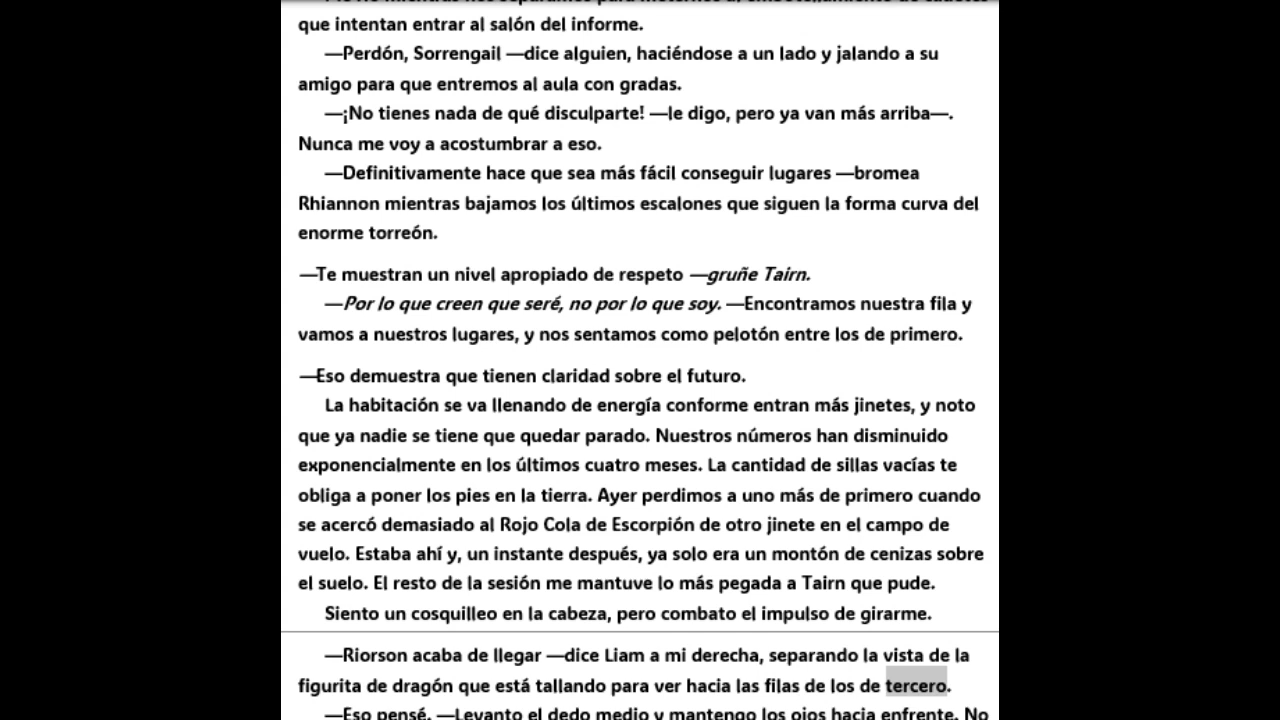 que intentan entrar al salón del informe.
—Perdón, Sorrengail —dice alguien, haciéndose a un lado y jalando a su
amigo para que entremos al aula con gradas.
—¡No tienes nada de qué disculparte! —le digo, pero ya van más arriba—.
Nunca me voy a acostumbrar a eso.
—Definitivamente hace que sea más fácil conseguir lugares —bromea
Rhiannon mientras bajamos los últimos escalones que siguen la forma curva del
enorme torreón.
—Te muestran un nivel apropiado de respeto —gruñe Tairn.
—Por lo que creen que seré, no por lo que soy. —Encontramos nuestra fila y
vamos a nuestros lugares, y nos sentamos como pelotón entre los de primero.
—Eso demuestra que tienen claridad sobre el futuro.
La habitación se va llenando de energía conforme entran más jinetes, y noto
que ya nadie se tiene que quedar parado. Nuestros números han disminuido
exponencialmente en los últimos cuatro meses. La cantidad de sillas vacías te
obliga a poner los pies en la tierra. Ayer perdimos a uno más de primero cuando
se acercó demasiado al Rojo Cola de Escorpión de otro jinete en el campo de
vuelo. Estaba ahí y, un instante después, ya solo era un montón de cenizas sobre
el suelo. El resto de la sesión me mantuve lo más pegada a Tairn que pude.
Siento un cosquilleo en la cabeza, pero combato el impulso de girarme.
—Riorson acaba de llegar —dice Liam a mi derecha, separando la vista de la
figurita de dragón que está tallando para ver hacia las filas de los de tercero.
—Eso pensé. —Levanto el dedo medio y mantengo los ojos hacia enfrente. No